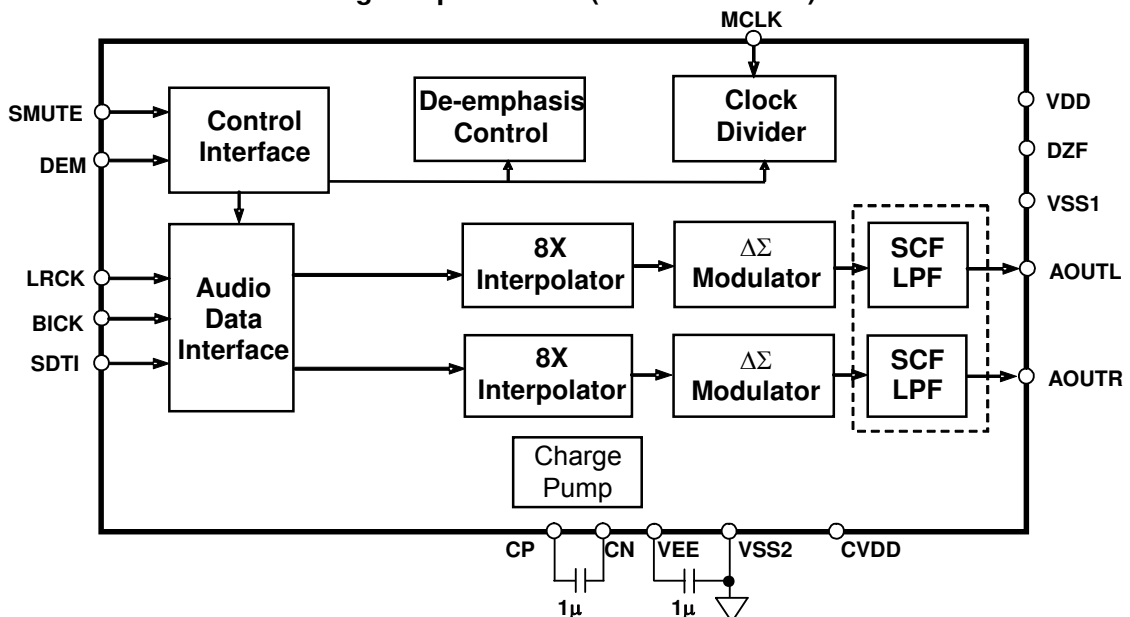 MCLK
SMUTE
DEM
Control
Interface
De-emphasis
Control
Clock
Divider
VDD
DZF
VSS1
LRCK
BICK
SDTI
Audio
Data
Interface
8X
Interpolator
ΔΣ
Modulator
SCF
LPF
AOUTL
8X
Interpolator
ΔΣ
Modulator
SCF
LPF
AOUTR
Charge
Pump
CP
CN
VEE
VSS2
CVDD
1μ
1μ